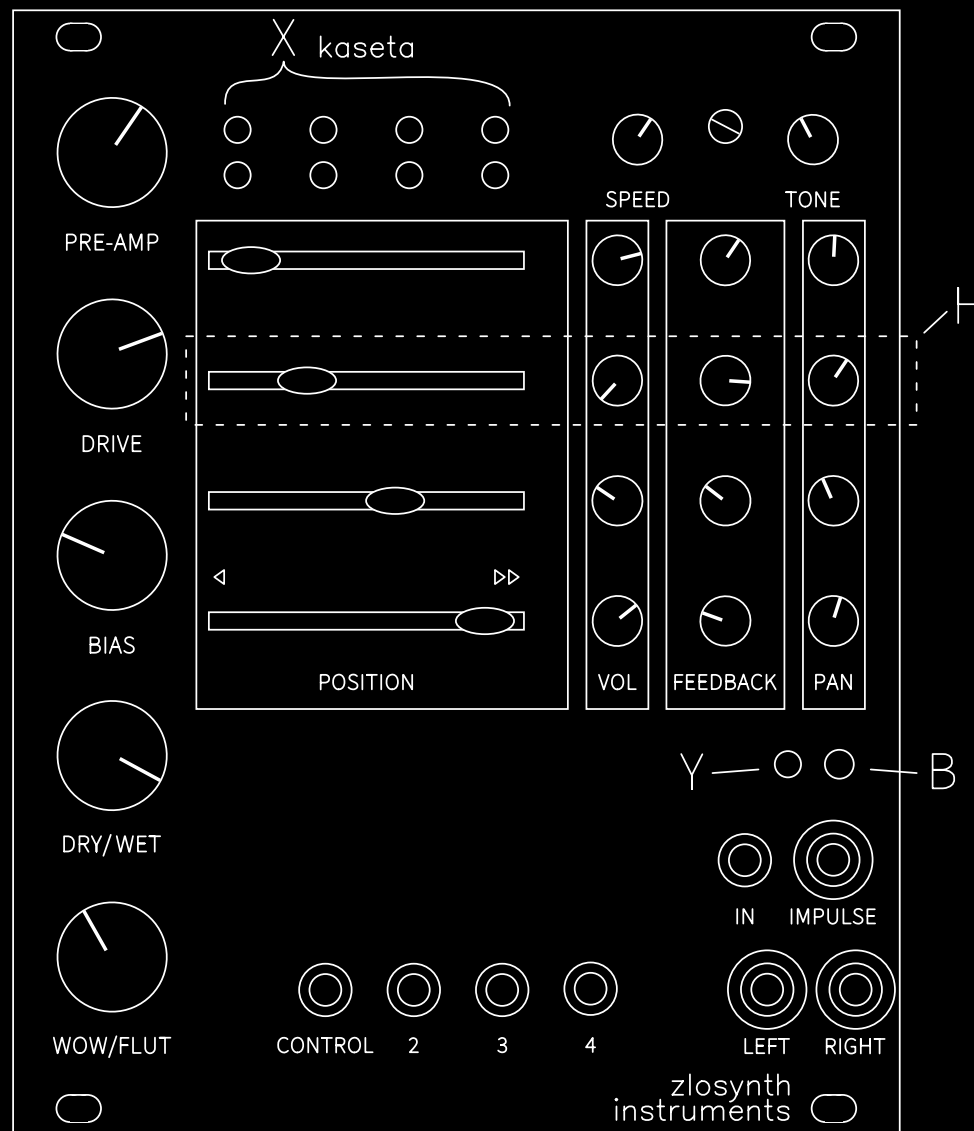 X kaseta
SPEED
TONE
PRE-AMP
H
DRIVE
BIAS
POSITION
VOL
FEEDBACK
PAN
Y
B
DRY/WET
IN
IMPULSE
WOW/FLUT
CONTROL
2
3
4
LEFT
RIGHT
zlosynth
instruments